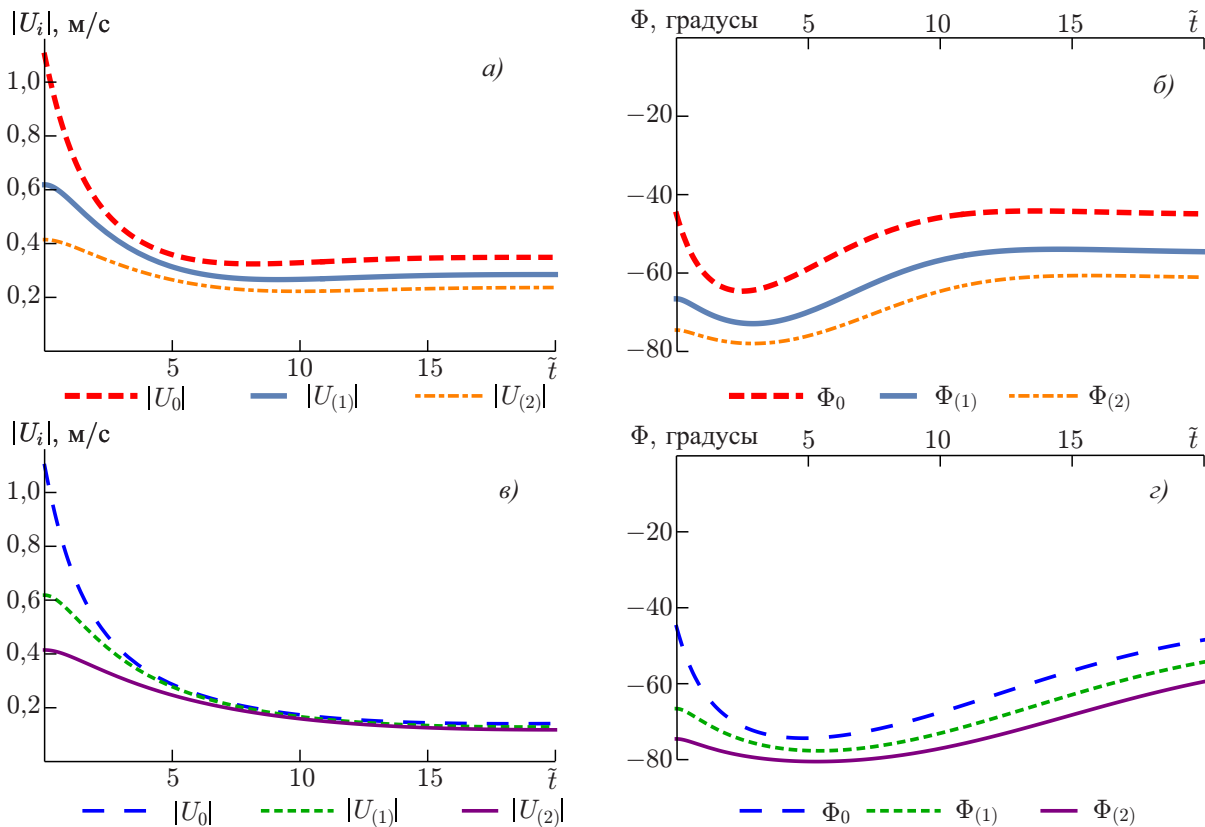 |U_i|, м/с
а)
1,0
0,8
0,6
0,4
0,2
5 10 15 t̃
|U_0| |U_(1)| |U_(2)|
Φ, градусы 5 10 15 t̃
б)
−20
−40
−60
−80
Φ_0 Φ_(1) Φ_(2)
|U_i|, м/с
в)
1,0
0,8
0,6
0,4
0,2
5 10 15 t̃
|U_0| |U_(1)| |U_(2)|
Φ, градусы 5 10 15 t̃
г)
−20
−40
−60
−80
Φ_0 Φ_(1) Φ_(2)